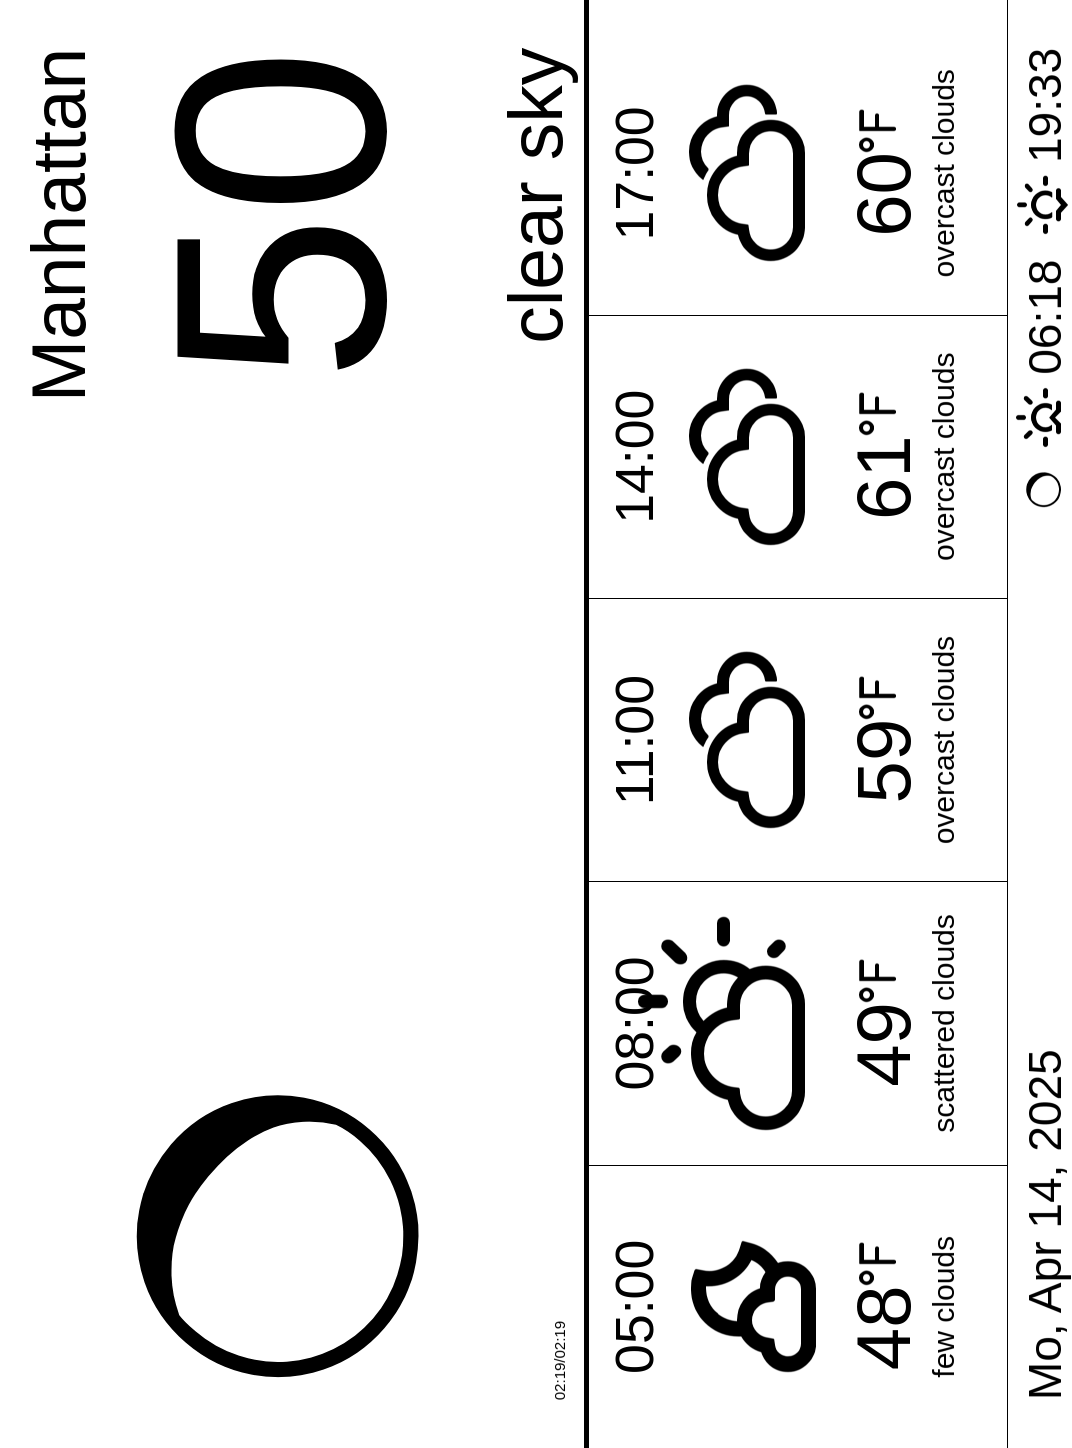 Manhattan
50
clear sky
02:19/02:19
05:00 08:00 11:00 14:00 17:00
48°F 49°F 59°F 61°F 60°F
few clouds scattered clouds overcast clouds overcast clouds overcast clouds
Mo, Apr 14, 2025 06:18 19:33